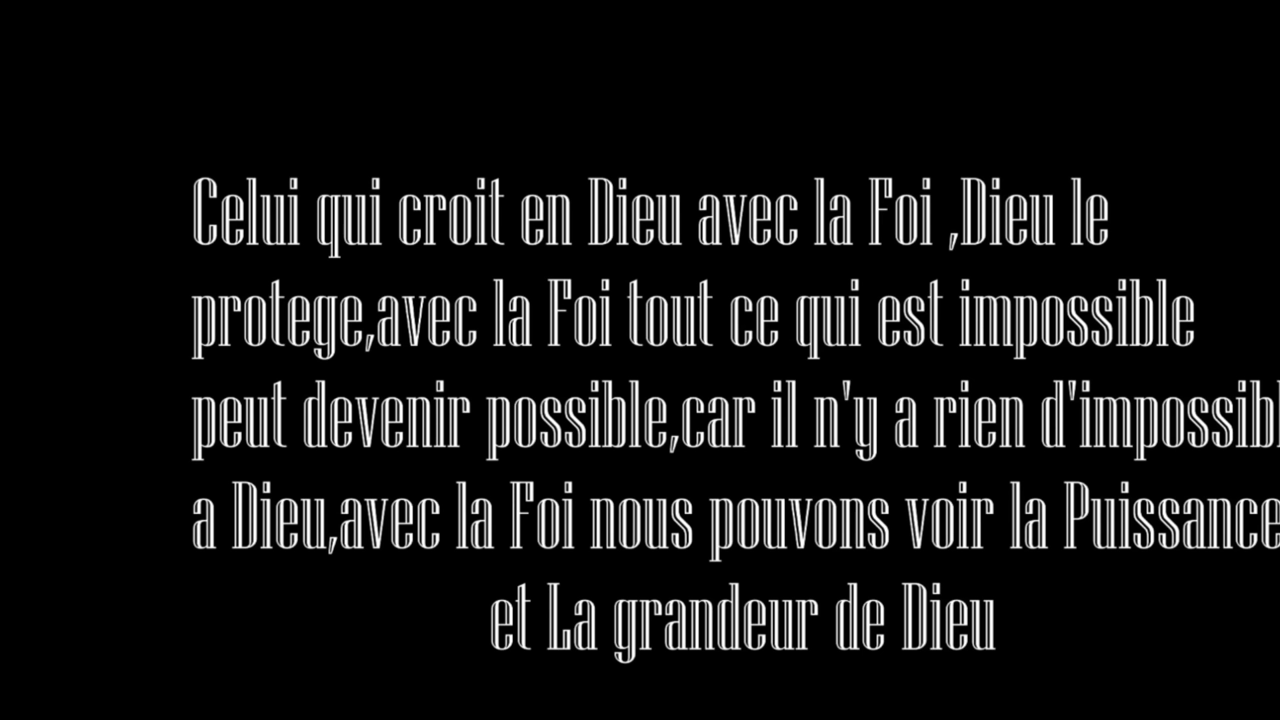 Celui qui croit en Dieu avec la Foi ,Dieu le
protege,avec la Foi tout ce qui est impossible
peut devenir possible,car il n'y a rien d'impossibl
a Dieu,avec la Foi nous pouvons voir la Puissance
et La grandeur de Dieu